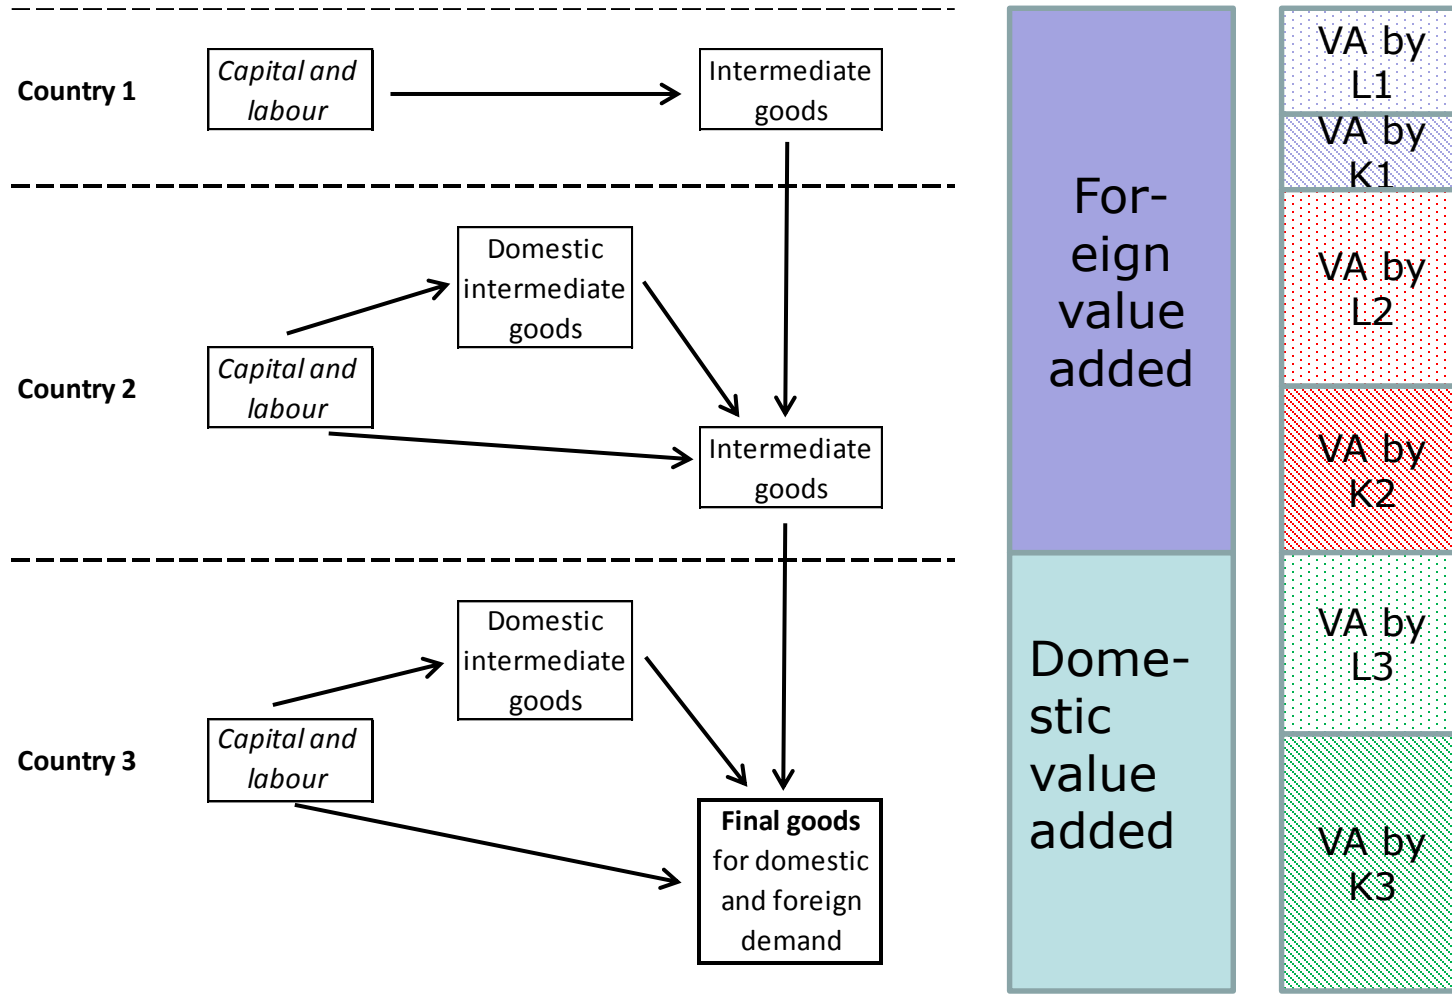 Country 1
Capital and
labour
Intermediate
goods
Country 2
Domestic
intermediate
goods
Capital and
labour
Intermediate
goods
Country 3
Domestic
intermediate
goods
Capital and
labour
Final goods
for domestic
and foreign
demand
For-
eign
value
added
Dome-
stic
value
added
VA by
L1
VA by
K1
VA by
L2
VA by
K2
VA by
L3
VA by
K3